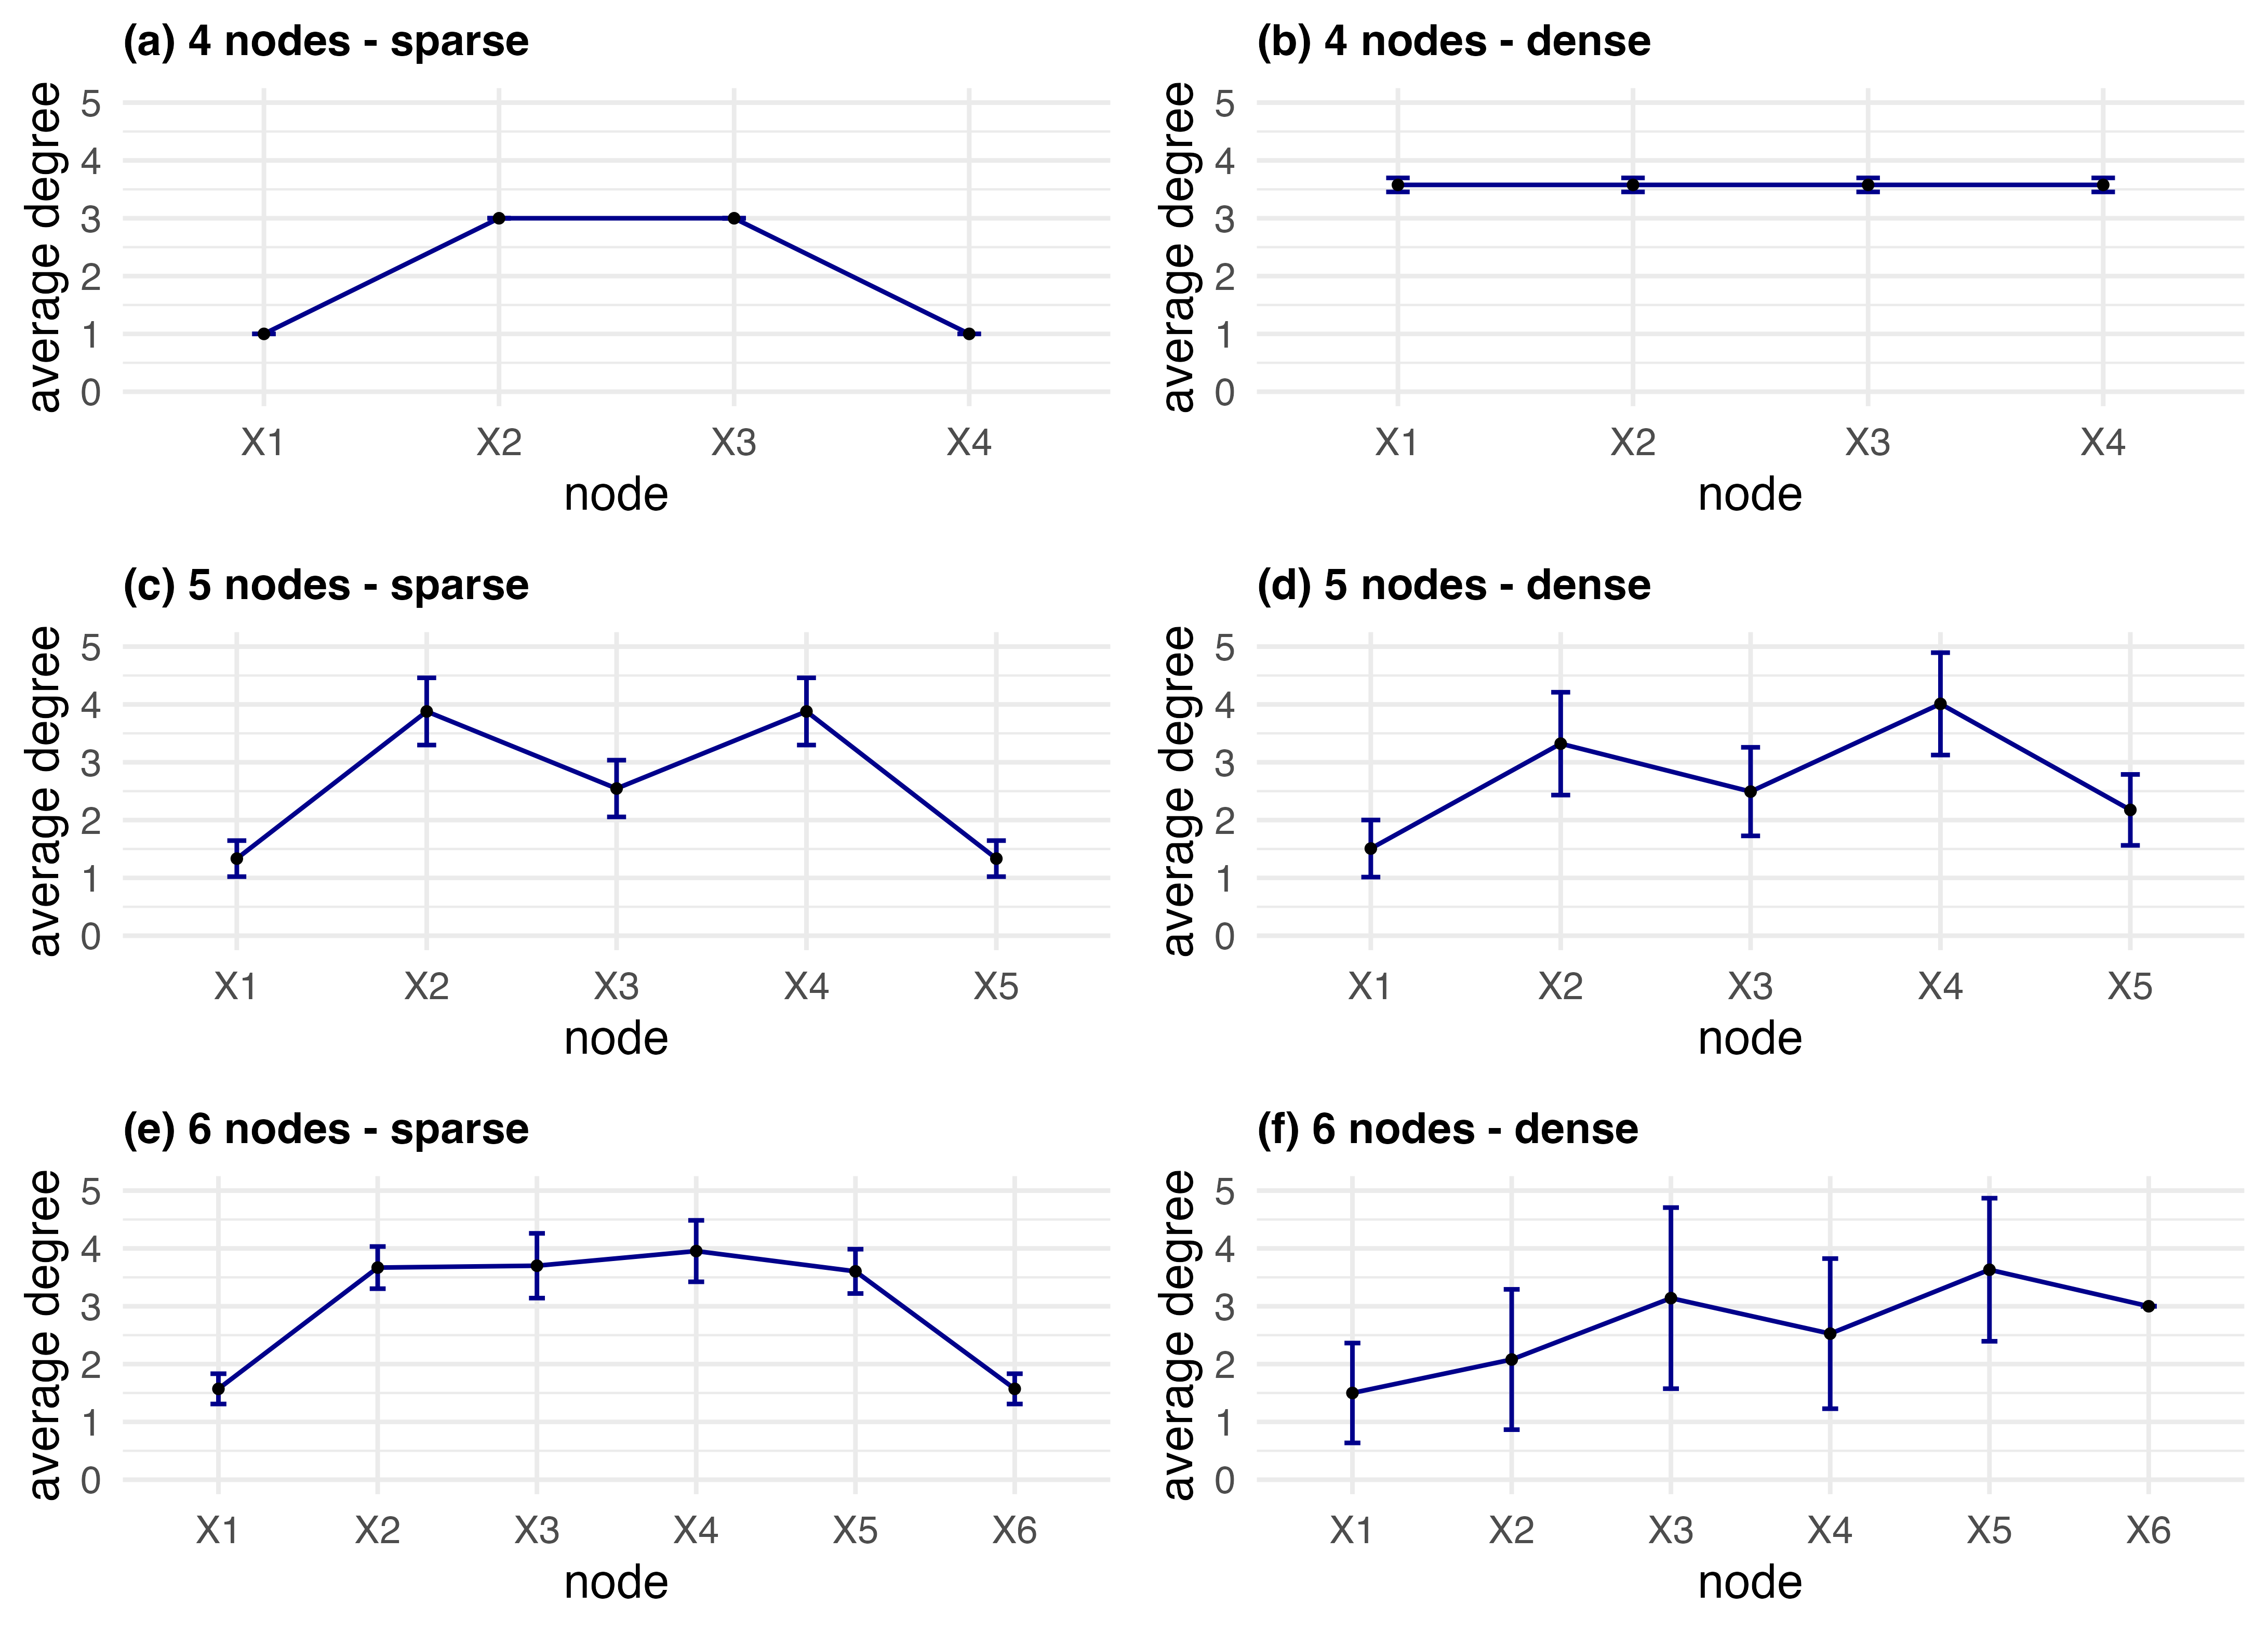 (a) 4 nodes - sparse
average degree
5
4
3
2
1
0
X1 X2 X3 X4
node
(b) 4 nodes - dense
average degree
5
4
3
2
1
0
X1 X2 X3 X4
node
(c) 5 nodes - sparse
average degree
5
4
3
2
1
0
X1 X2 X3 X4 X5
node
(d) 5 nodes - dense
average degree
5
4
3
2
1
0
X1 X2 X3 X4 X5
node
(e) 6 nodes - sparse
average degree
5
4
3
2
1
0
X1 X2 X3 X4 X5 X6
node
(f) 6 nodes - dense
average degree
5
4
3
2
1
0
X1 X2 X3 X4 X5 X6
node